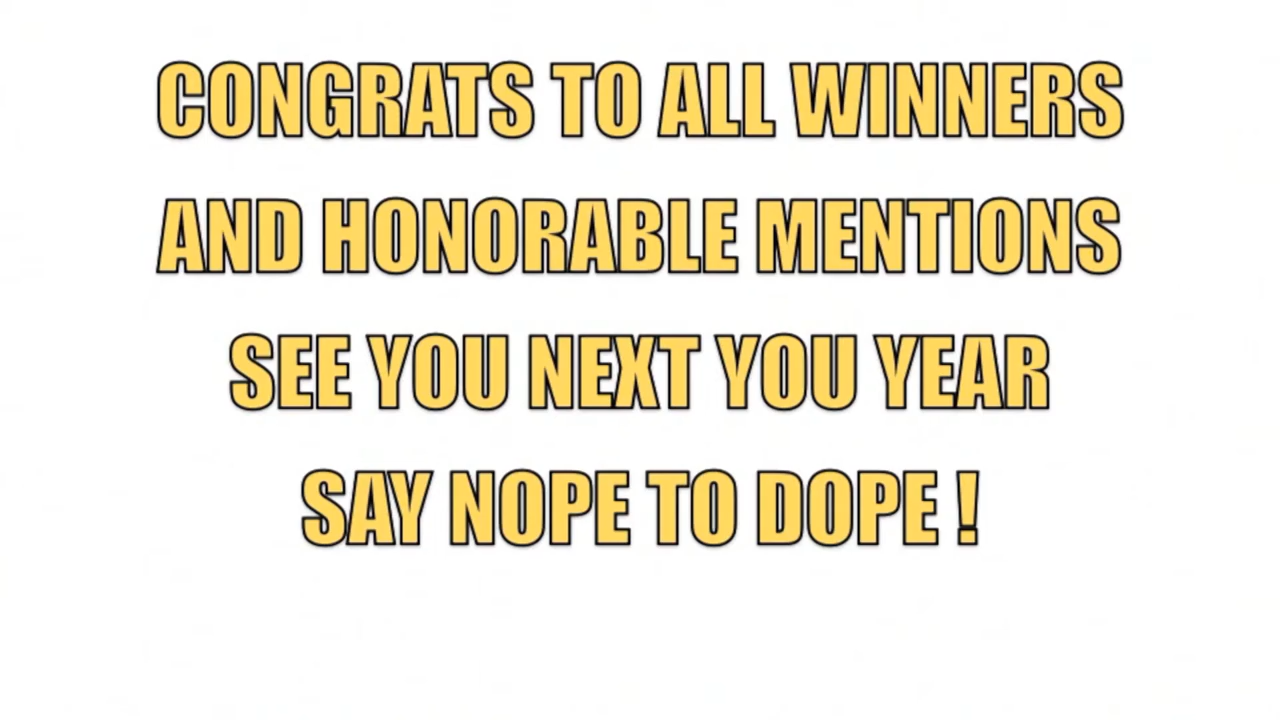 CONGRATS TO ALL WINNERS
AND HONORABLE MENTIONS
SEE YOU NEXT YOU YEAR
SAY NOPE TO DOPE !